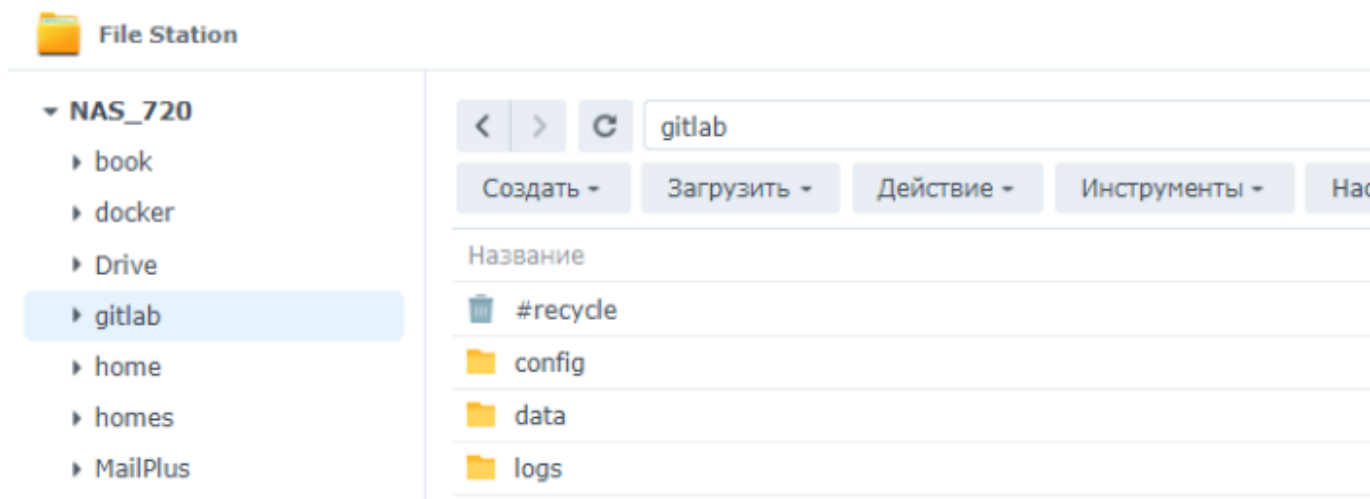 File Station
NAS_720
book
docker
Drive
gitlab
home
homes
MailPlus
gitlab
Создать
Загрузить
Действие
Инструменты
Нас
Название
#recycle
config
data
logs